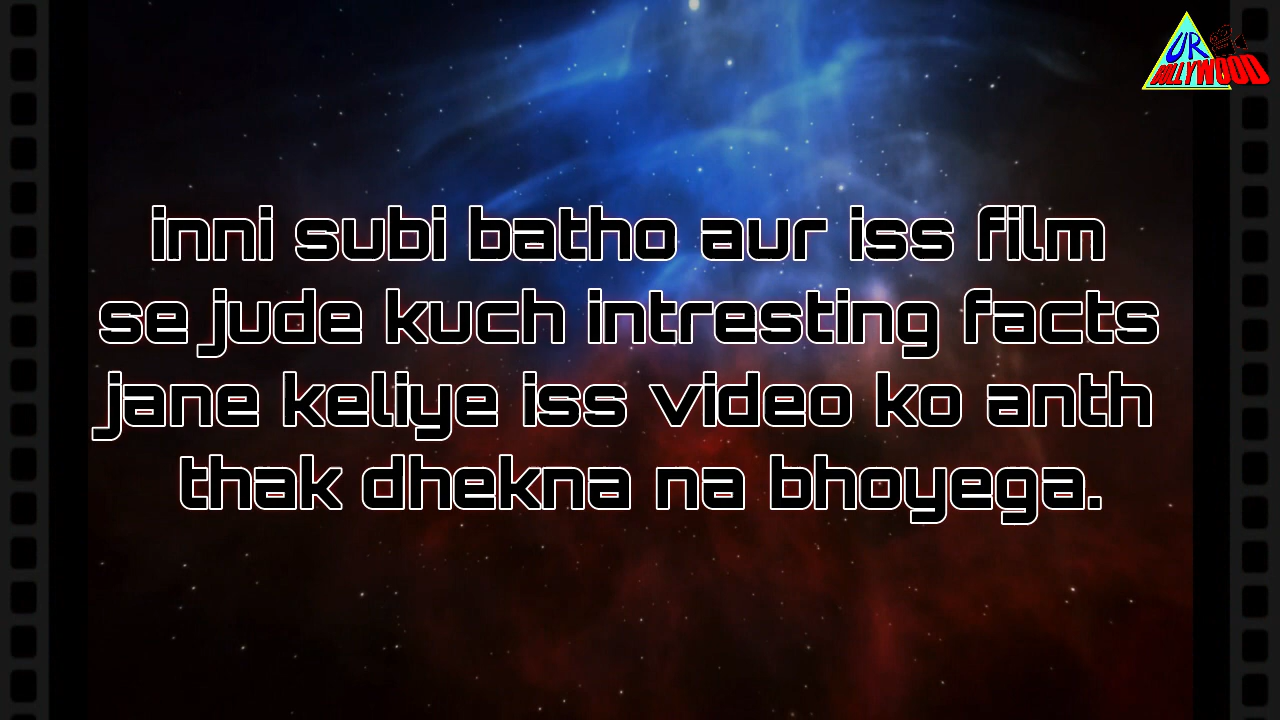 UR
BOLLYWOOD
inni subi batho aur iss film
se jude kuch intresting facts
jane keliye iss video ko anth
thak dhekna na bhoyega.